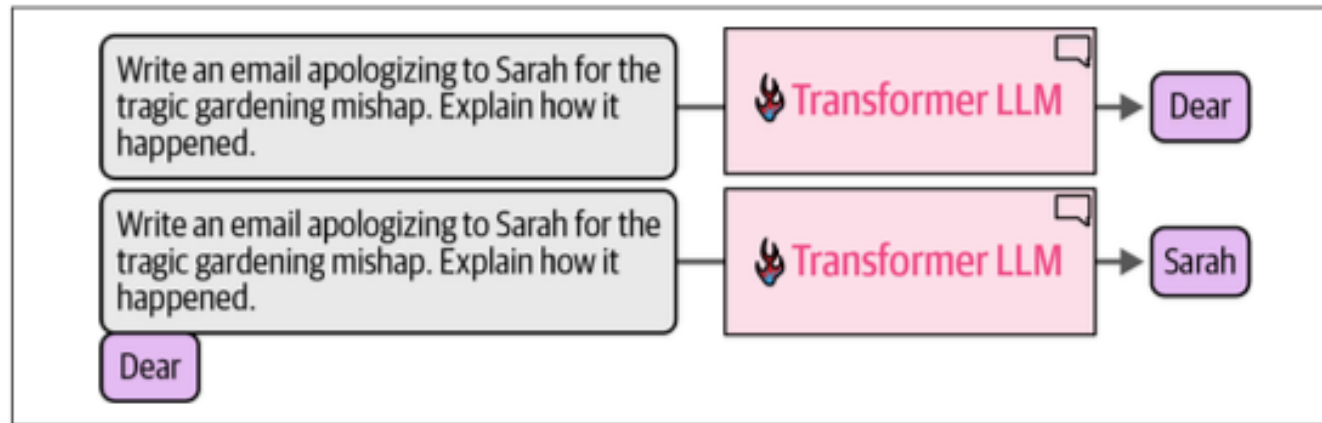 Write an email apologizing to Sarah for the
tragic gardening mishap. Explain how it
happened.
Transformer LLM
Dear
Write an email apologizing to Sarah for the
tragic gardening mishap. Explain how it
happened.
Transformer LLM
Sarah
Dear